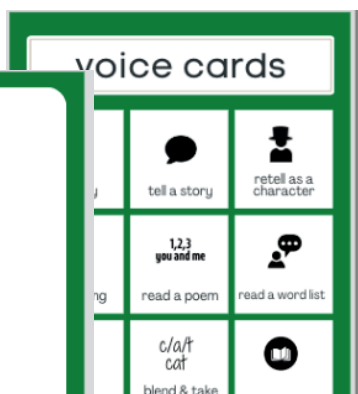 voice cards
tell a story
retell as a
character
1,2,3
you and me
read a poem
read a word list
c/a/t
cat
blend & take